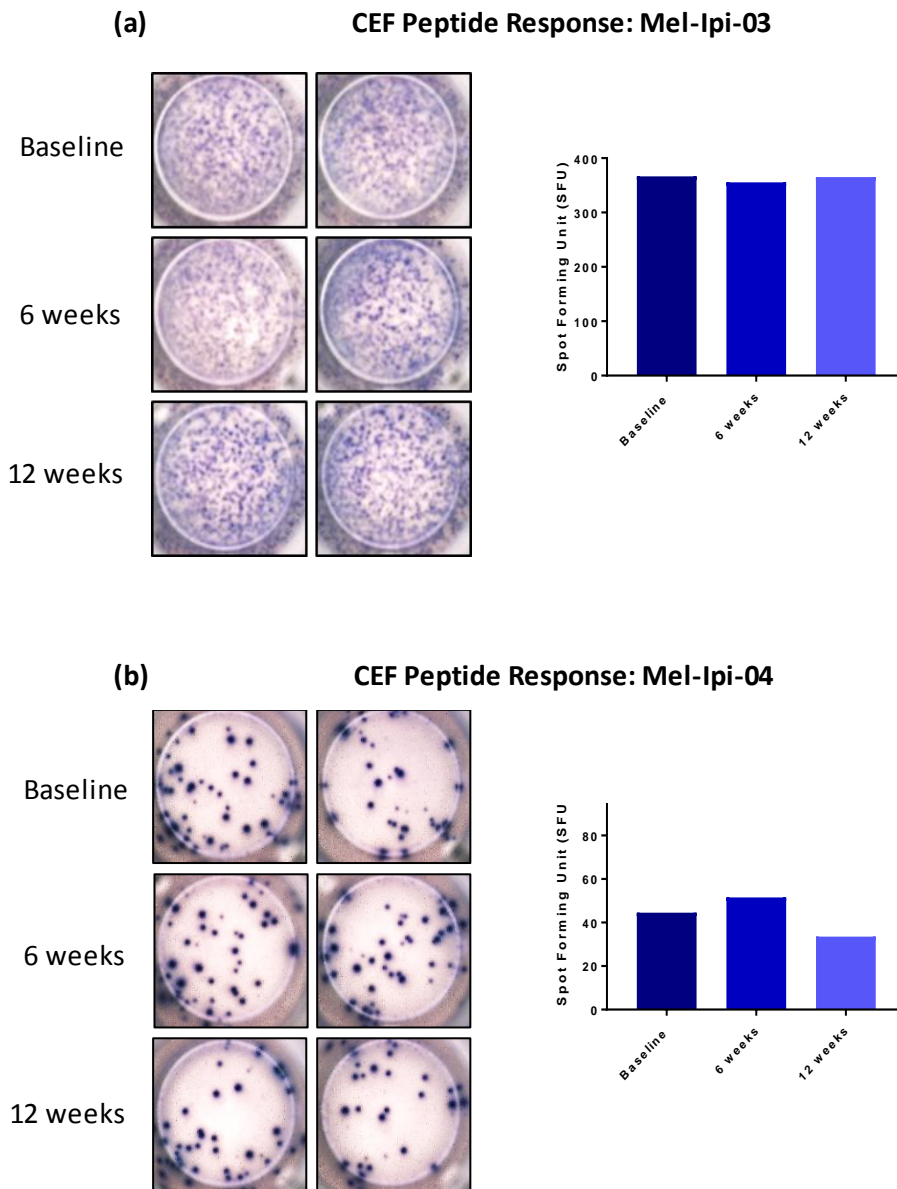 (a) CEF Peptide Response: Mel-Ipi-03
Baseline
6 weeks
12 weeks
Spot Forming Unit (SFU)
400
300
200
100
0
Baseline
6 weeks
12 weeks
(b) CEF Peptide Response: Mel-Ipi-04
Baseline
6 weeks
12 weeks
Spot Forming Unit (SFU
80
60
40
20
0
Baseline
6 weeks
12 weeks